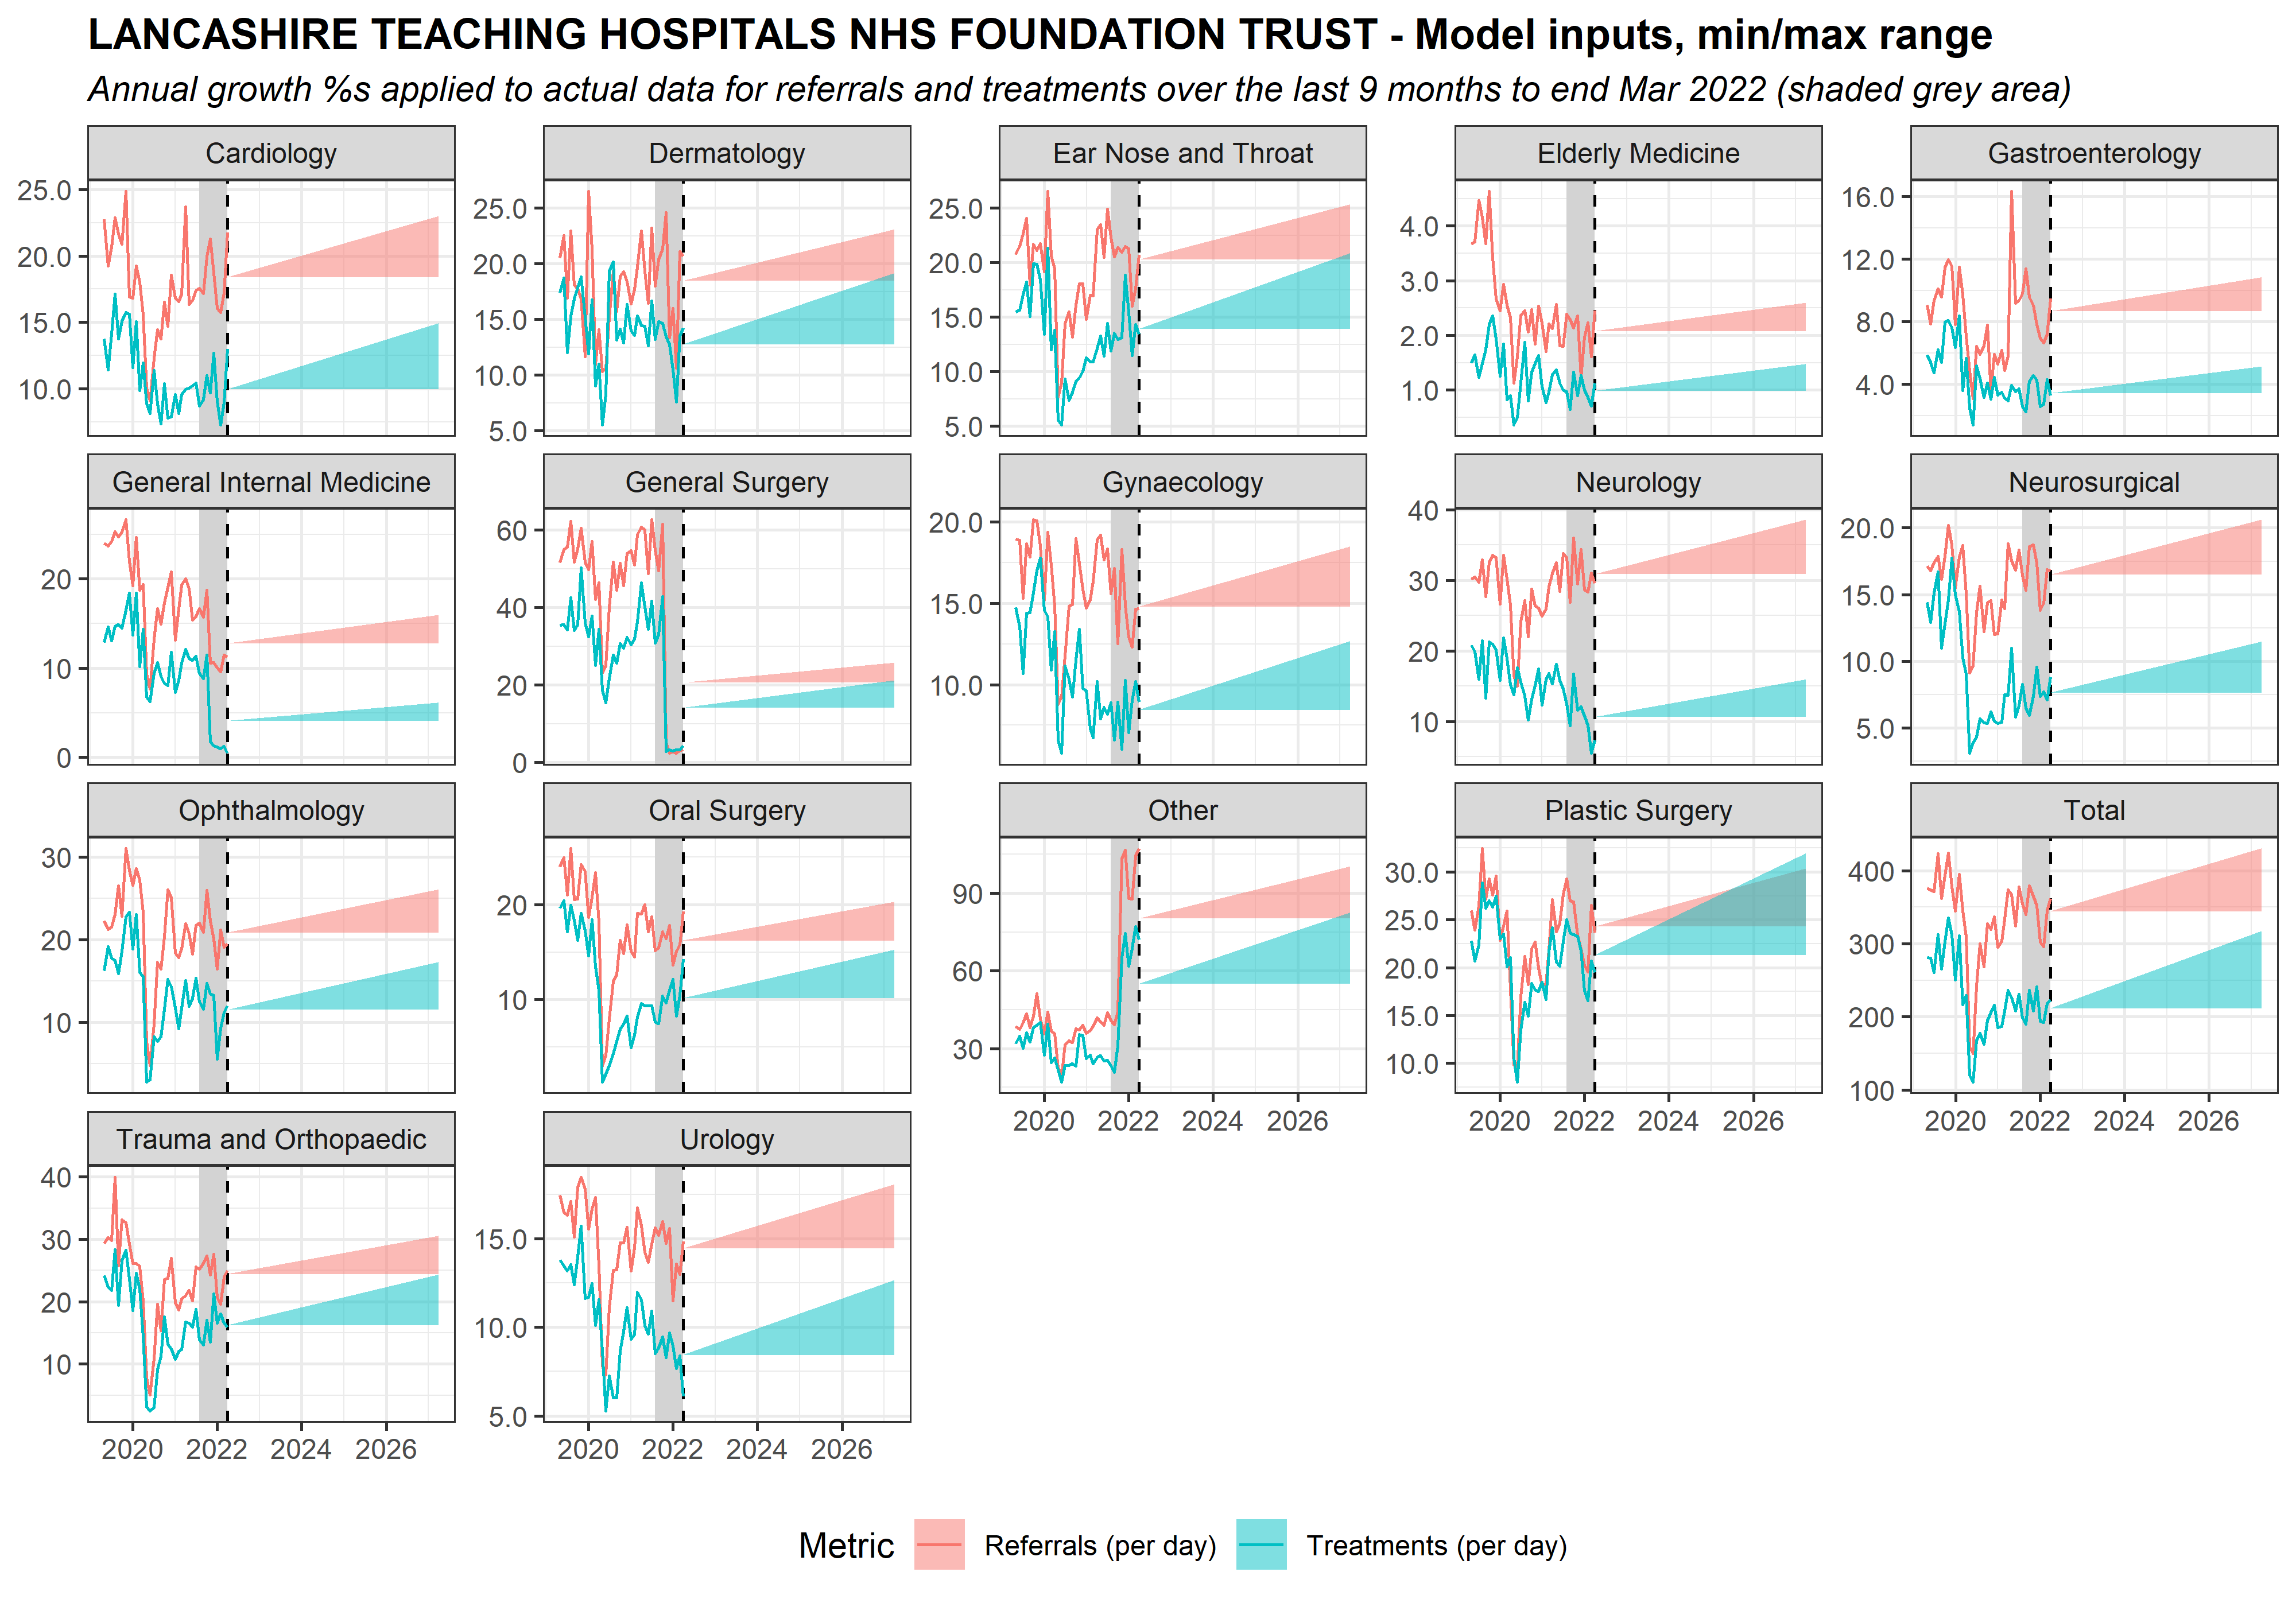 LANCASHIRE TEACHING HOSPITALS NHS FOUNDATION TRUST - Model inputs, min/max range
Annual growth %s applied to actual data for referrals and treatments over the last 9 months to end Mar 2022 (shaded grey area)
Cardiology
25.0
20.0
15.0
10.0
Dermatology
25.0
20.0
15.0
10.0
5.0
Ear Nose and Throat
25.0
20.0
15.0
10.0
5.0
Elderly Medicine
4.0
3.0
2.0
1.0
Gastroenterology
16.0
12.0
8.0
4.0
General Internal Medicine
20
10
0
General Surgery
60
40
20
0
Gynaecology
20.0
15.0
10.0
Neurology
40
30
20
10
Neurosurgical
20.0
15.0
10.0
5.0
Ophthalmology
30
20
10
Oral Surgery
20
10
Other
90
60
30
2020 2022 2024 2026
Plastic Surgery
30.0
25.0
20.0
15.0
10.0
2020 2022 2024 2026
Total
400
300
200
100
2020 2022 2024 2026
Trauma and Orthopaedic
40
30
20
10
2020 2022 2024 2026
Urology
15.0
10.0
5.0
2020 2022 2024 2026
Metric Referrals (per day) Treatments (per day)